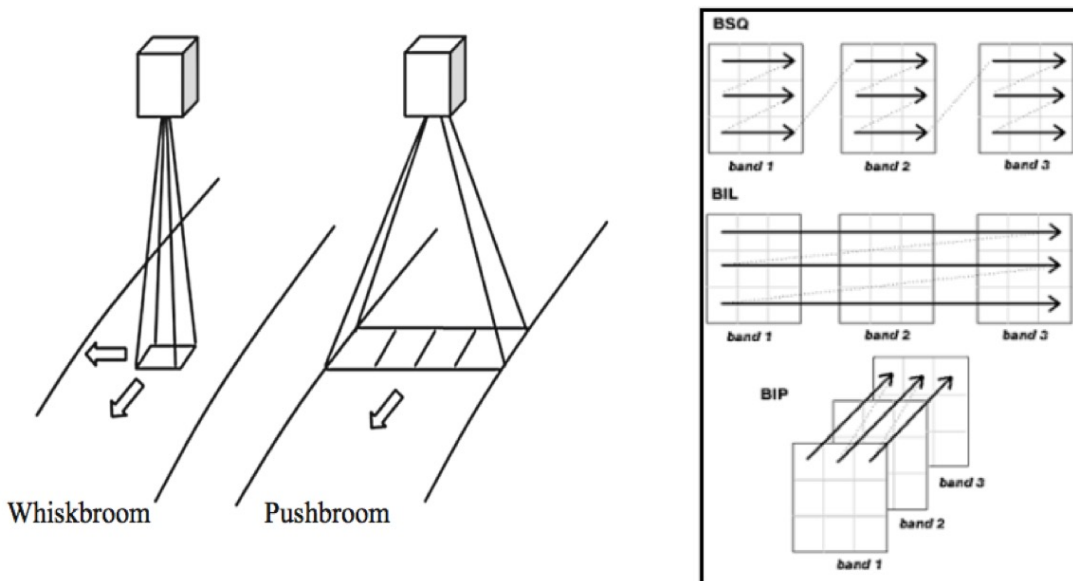 Whiskbroom
Pushbroom
BSQ
band 1
band 2
band 3
BIL
band 1
band 2
band 3
BIP
band 3
band 2
band 1